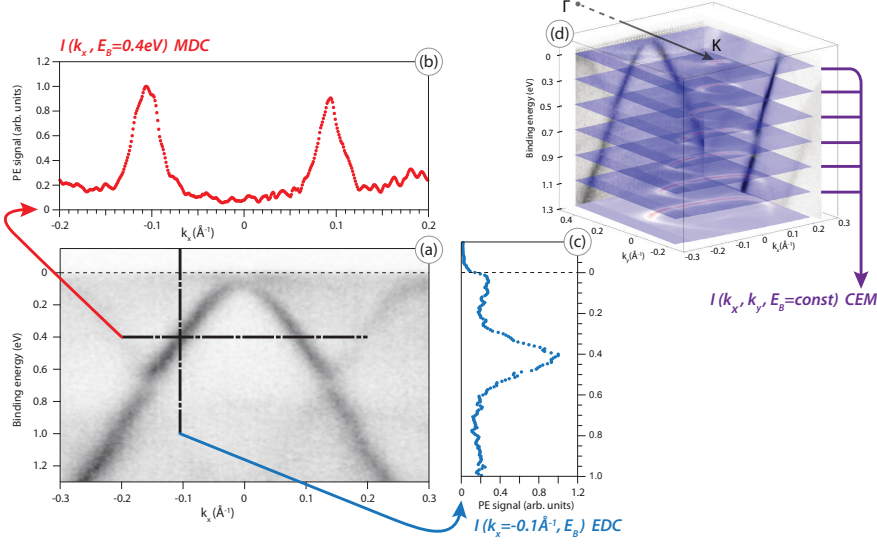 I (kx , EB=0.4eV) MDC
(b)
1.2
1.0
0.8
0.6
0.4
0.2
0
PE signal (arb. units)
-0.2 -0.1 0 0.1 0.2
kx (Å-1)
(a)
0
0.2
0.4
0.6
0.8
1.0
1.2
Binding energy (eV)
-0.3 -0.2 -0.1 0 0.1 0.2 0.3
kx(Å-1)
(c)
0
0.2
0.4
0.6
0.8
1.0
0 0.4 0.8 1.2
PE signal (arb. units)
I (kx=-0.1Å-1, EB) EDC
(d)
Γ
K
0
0.3
0.3
0.7
0.9
1.1
1.3
Binding energy (eV)
0.4
0.2
0
ky(Å-1)
-0.3
-0.2
-0.1
0
0.1
0.2
0.3
kx(Å-1)
I (kx, ky, EB=const) CEM